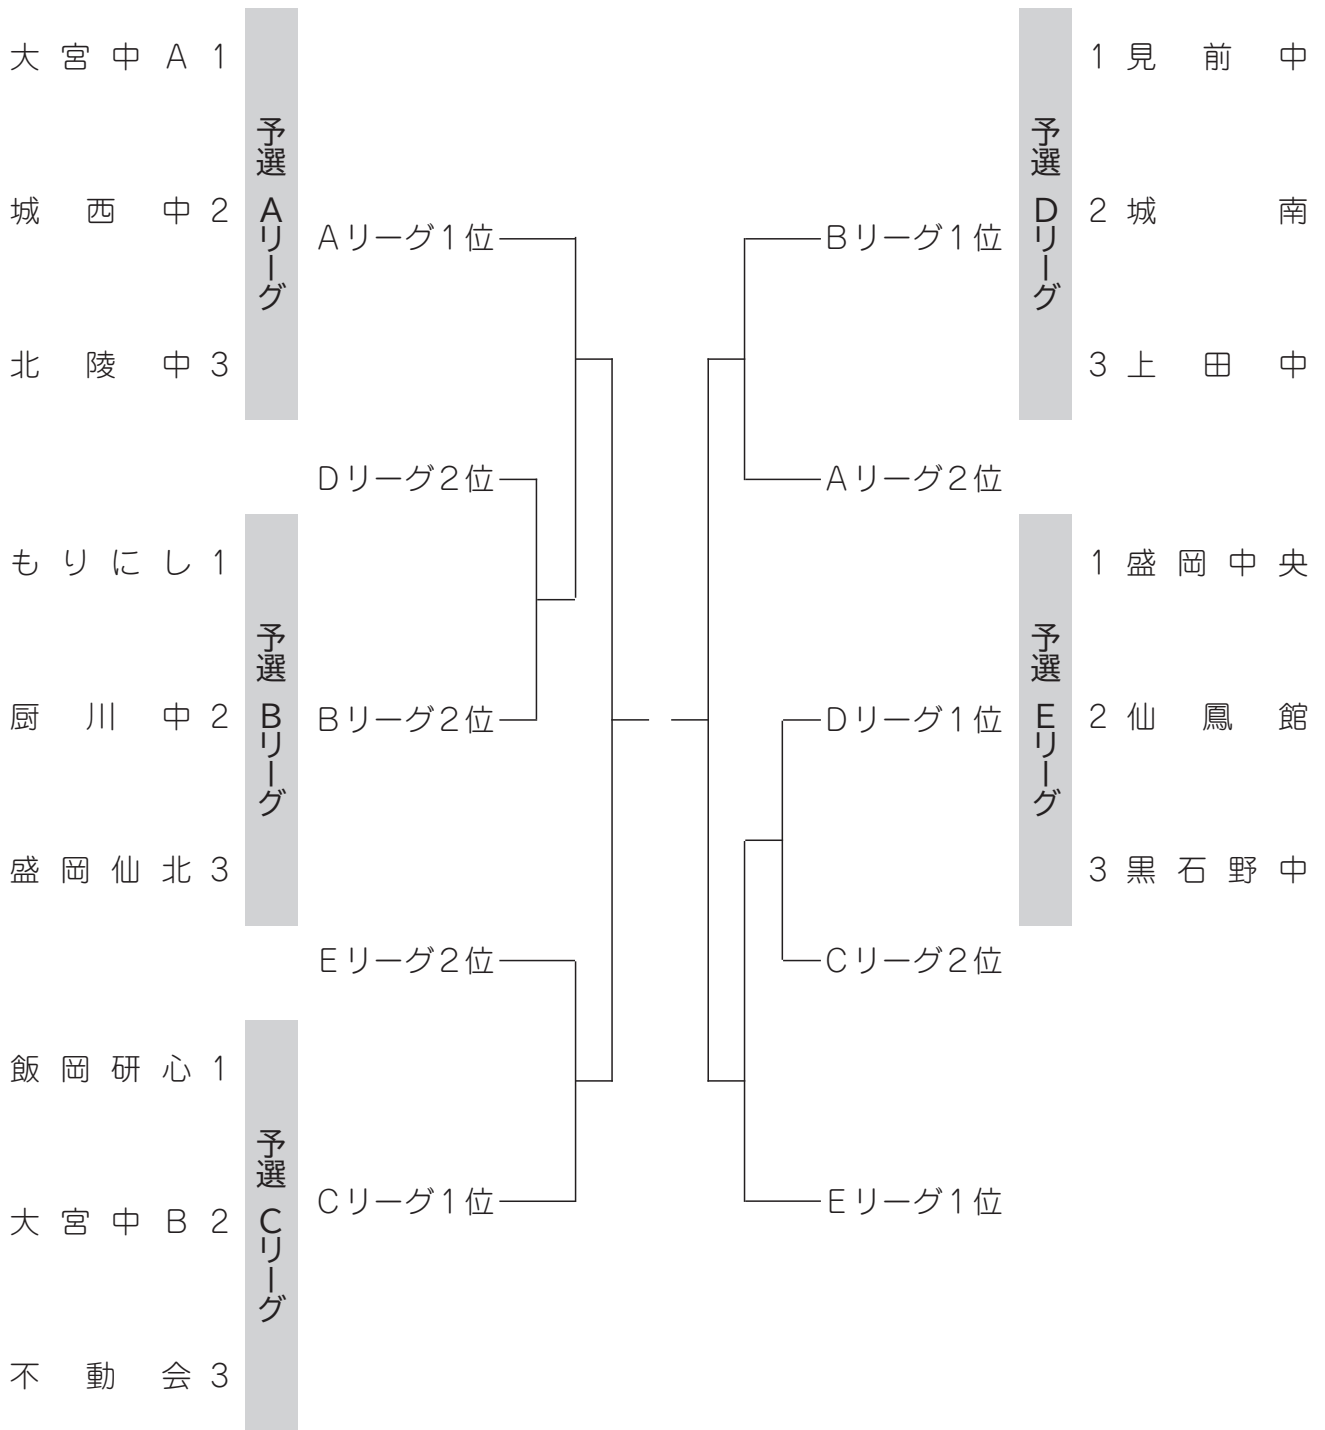 大宮中A 1
城西中 2
北陵中 3
予選 Aリーグ
もりにし 1
厨川中 2
盛岡仙北 3
予選 Bリーグ
飯岡研心 1
大宮中B 2
不動会 3
予選 Cリーグ
Aリーグ1位
Dリーグ2位
Bリーグ2位
Eリーグ2位
Cリーグ1位
Bリーグ1位
Aリーグ2位
Dリーグ1位
Cリーグ2位
Eリーグ1位
予選 Dリーグ
1 見前中
2 城南
3 上田中
予選 Eリーグ
1 盛岡中央
2 仙鳳館
3 黒石野中